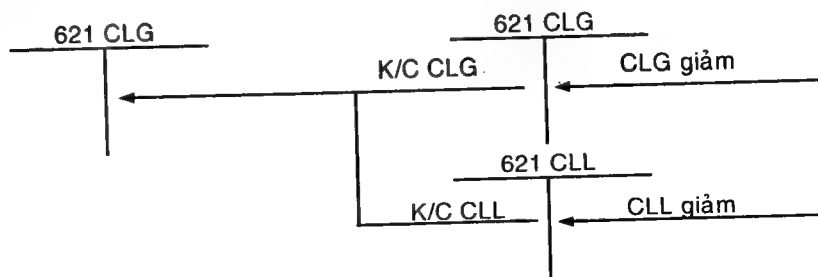 621 CLG
621 CLG
K/C CLG
CLG giảm
621 CLL
K/C CLL
CLL giảm